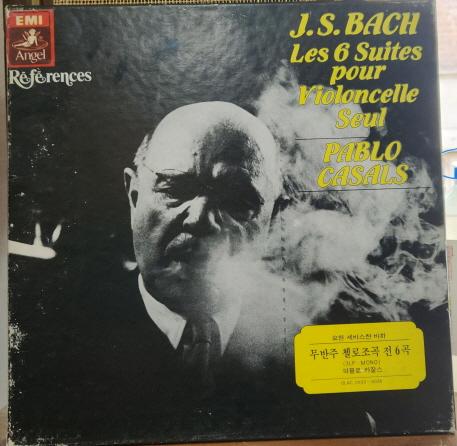 EMI
Angel
Références
J.S. BACH
Les 6 Suites
pour
Violoncelle
Seul
PABLO
CASALS
요한 세바스찬 바하
무반주 첼로조곡 전6곡
(3LP MONO)
파블로 카잘스